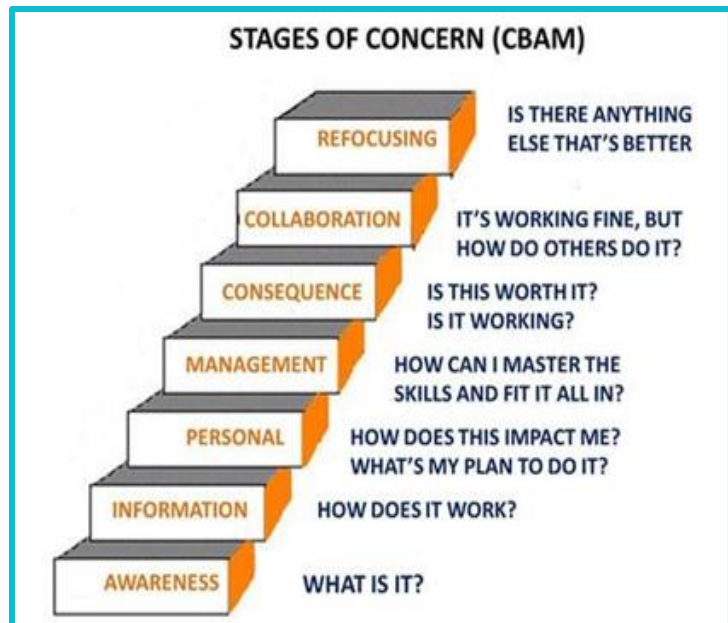 STAGES OF CONCERN (CBAM)
REFOCUSING
IS THERE ANYTHING
ELSE THAT'S BETTER
COLLABORATION
IT'S WORKING FINE, BUT
HOW DO OTHERS DO IT?
CONSEQUENCE
IS THIS WORTH IT?
IS IT WORKING?
MANAGEMENT
HOW CAN I MASTER THE
SKILLS AND FIT IT ALL IN?
PERSONAL
HOW DOES THIS IMPACT ME?
WHAT'S MY PLAN TO DO IT?
INFORMATION
HOW DOES IT WORK?
AWARENESS
WHAT IS IT?